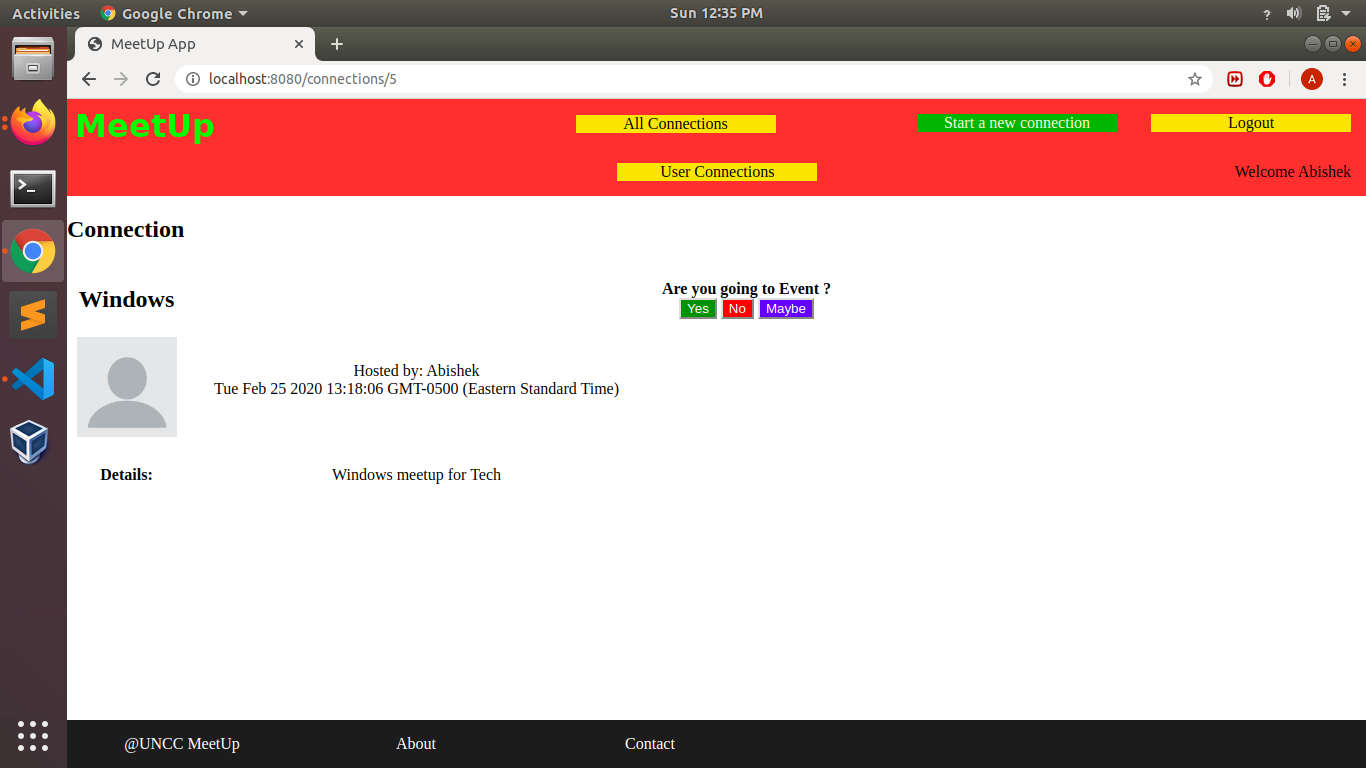 Activities Google Chrome Sun 12:35 PM ?
MeetUp App
localhost:8080/connections/5 A
MeetUp All Connections Start a new connection Logout
User Connections Welcome Abishek
Connection
Windows
Are you going to Event ?
Yes No Maybe
Hosted by: Abishek
Tue Feb 25 2020 13:18:06 GMT-0500 (Eastern Standard Time)
Details: Windows meetup for Tech
@UNCC MeetUp About Contact